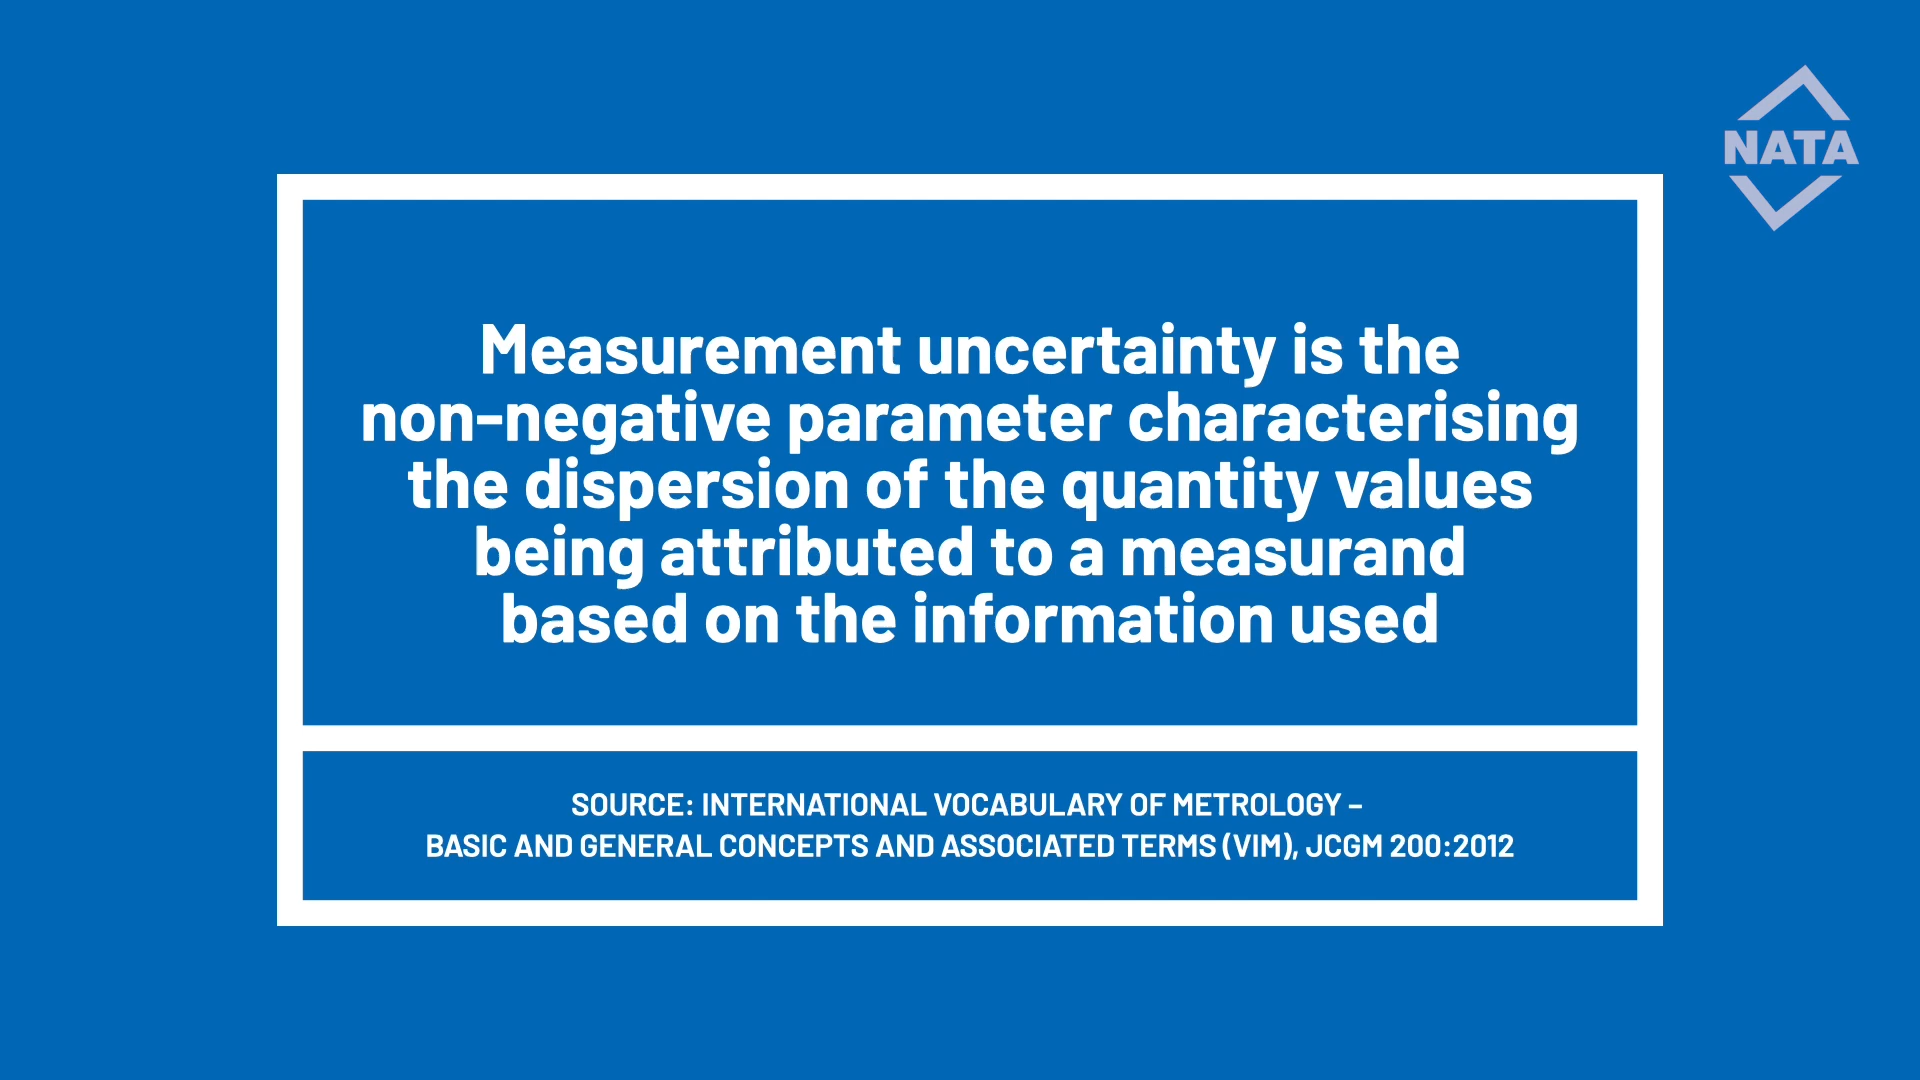 NATA
Measurement uncertainty is the
non-negative parameter characterising
the dispersion of the quantity values
being attributed to a measurand
based on the information used
SOURCE: INTERNATIONAL VOCABULARY OF METROLOGY –
BASIC AND GENERAL CONCEPTS AND ASSOCIATED TERMS (VIM), JCGM 200:2012